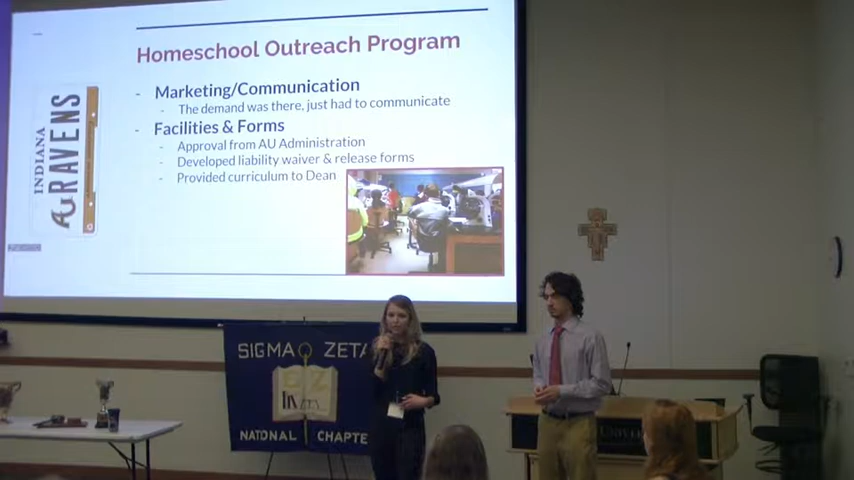 Homeschool Outreach Program
- Marketing/Communication
- The demand was there, just had to communicate
- Facilities & Forms
- Approval from AU Administration
- Developed liability waiver & release forms
- Provided curriculum to Dean
INDIANA
AU RAVENS
SIGMA ZETA
NATIONAL CHAPTE